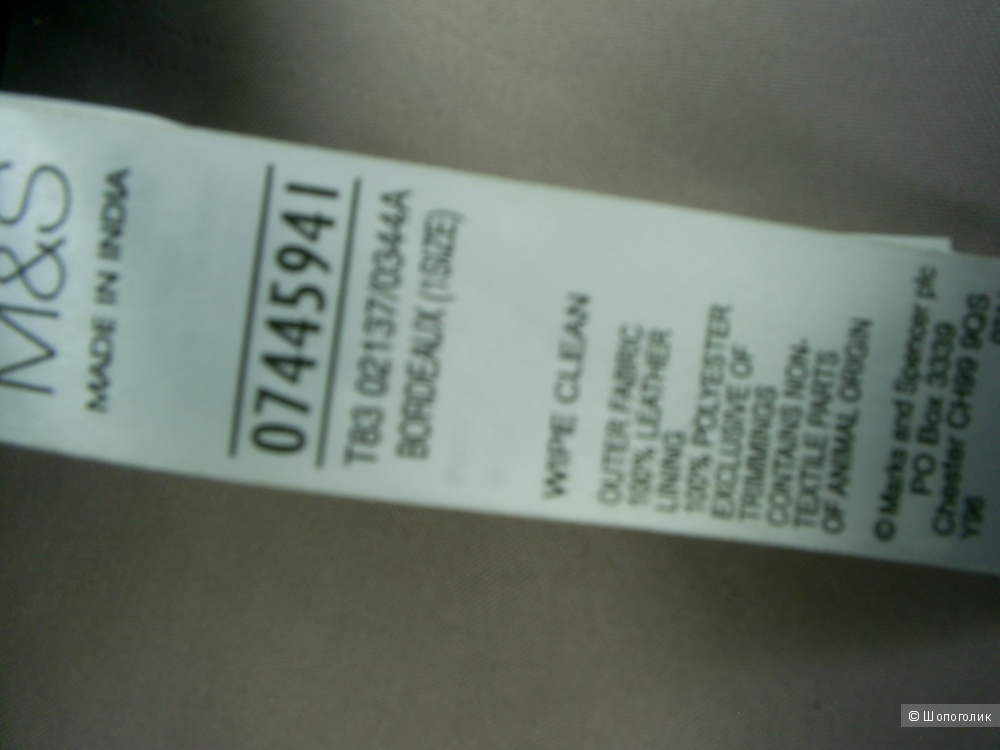 M&S
MADE IN INDIA
07445941
T83 02137/0344A
BORDEAUX (1SIZE)
WIPE CLEAN
OUTER FABRIC
100% LEATHER
LINING
100% POLYESTER
EXCLUSIVE OF
TRIMMINGS
CONTAINS NON-
TEXTILE PARTS
OF ANIMAL ORIGIN
© Marks and Spencer plc
PO Box 3339
Chester CH99 9QS
Y96
© Шопоголик